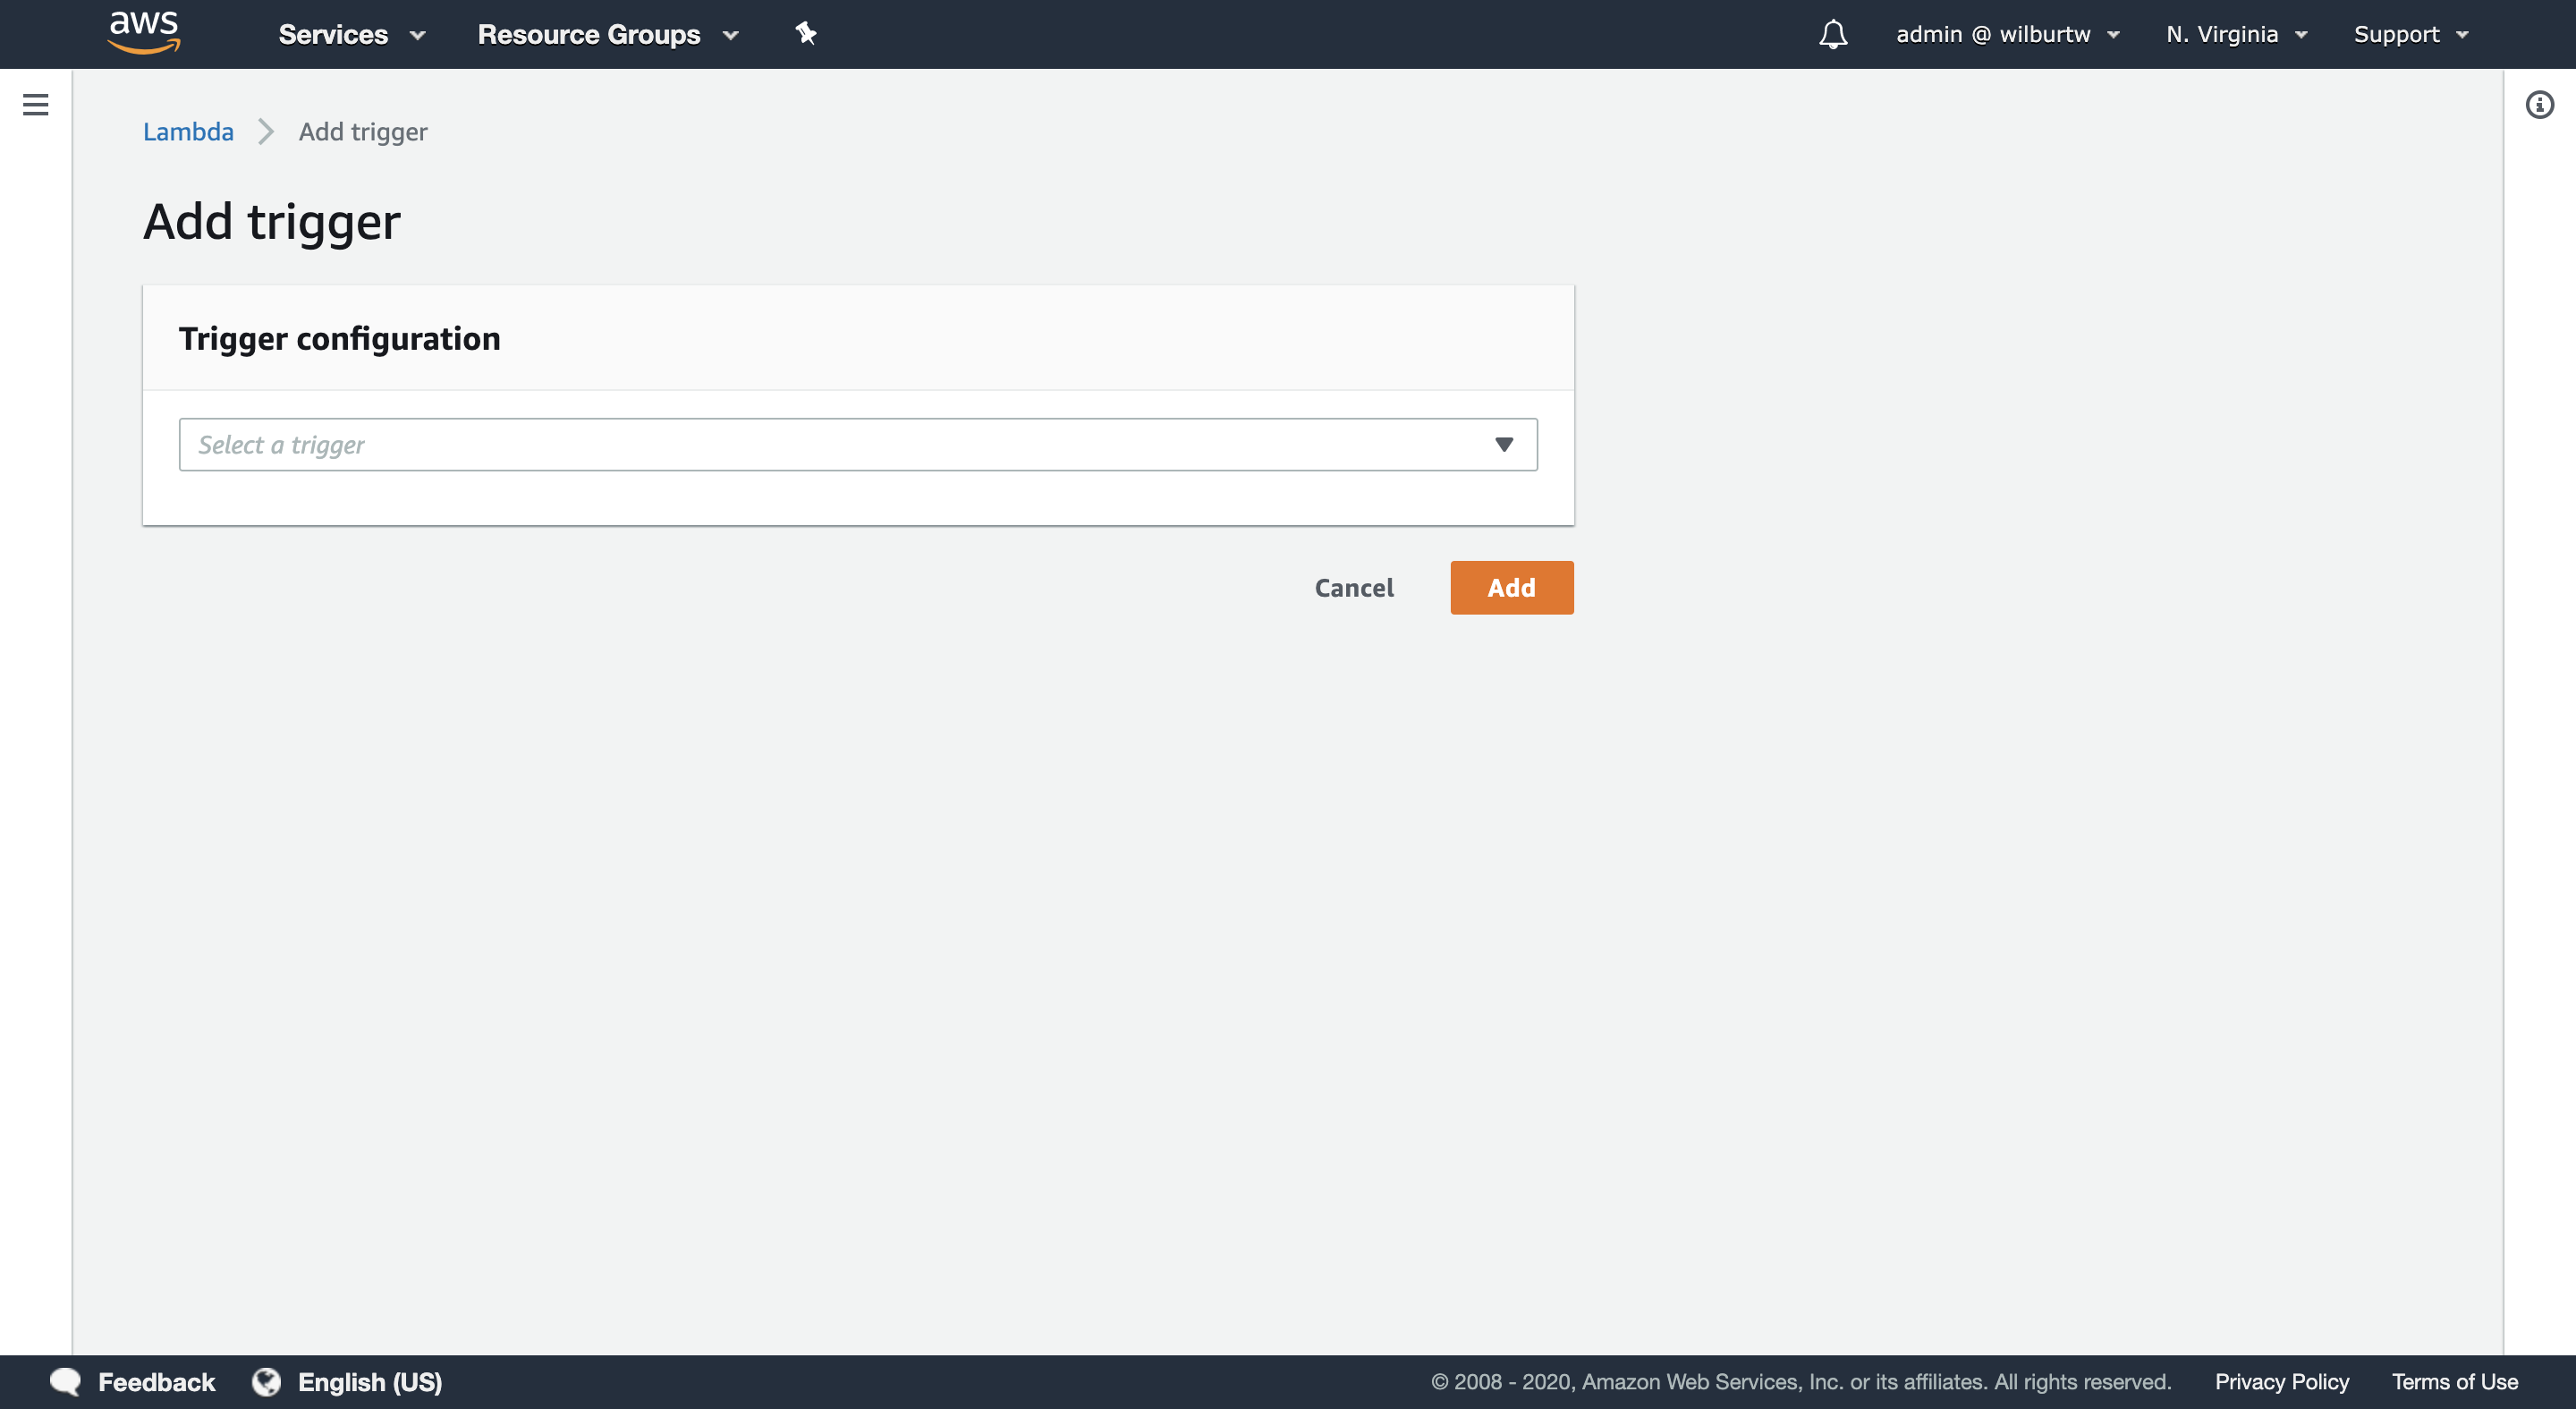 aws Services Resource Groups admin @ wilburtw N. Virginia Support
Lambda Add trigger
Add trigger
Trigger configuration
Select a trigger
Cancel Add
Feedback English (US) © 2008 - 2020, Amazon Web Services, Inc. or its affiliates. All rights reserved. Privacy Policy Terms of Use